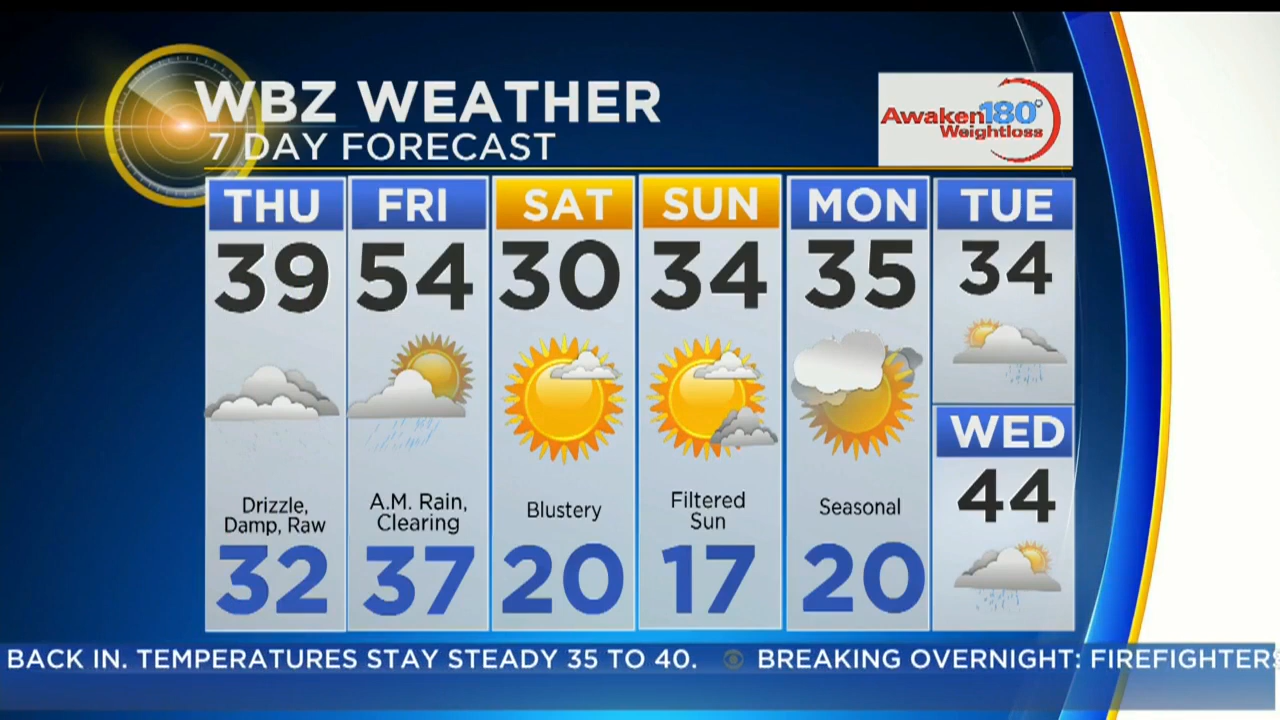 WBZ WEATHER
7 DAY FORECAST
Awaken180°
Weightloss
THU
39
Drizzle,
Damp, Raw
32
FRI
54
A.M. Rain,
Clearing
37
SAT
30
Blustery
20
SUN
34
Filtered
Sun
17
MON
35
Seasonal
20
TUE
34
WED
44
BACK IN. TEMPERATURES STAY STEADY 35 TO 40. BREAKING OVERNIGHT: FIREFIGHTERS